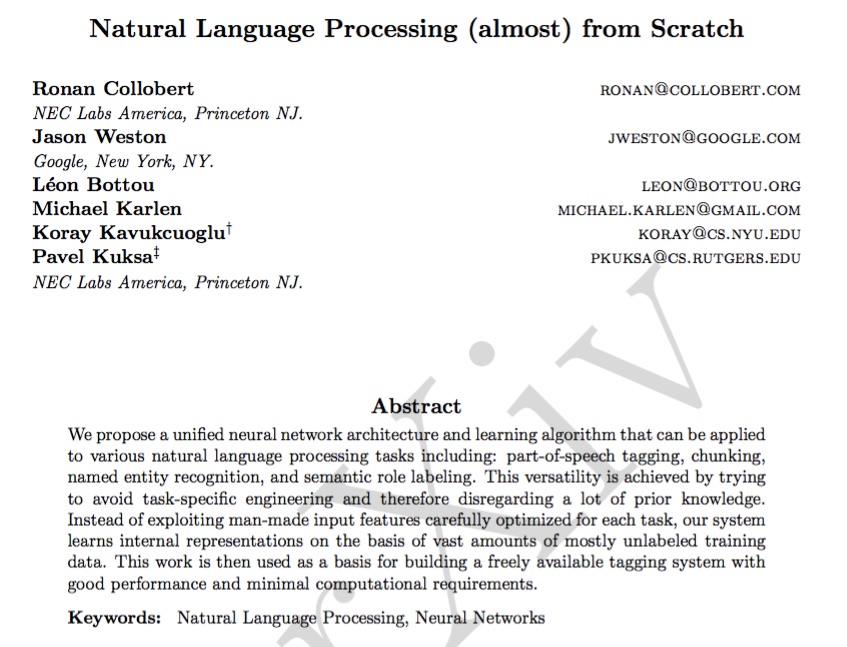 Natural Language Processing (almost) from Scratch
Ronan Collobert RONAN@COLLOBERT.COM
NEC Labs America, Princeton NJ.
Jason Weston JWESTON@GOOGLE.COM
Google, New York, NY.
Léon Bottou LEON@BOTTOU.ORG
Michael Karlen MICHAEL.KARLEN@GMAIL.COM
Koray Kavukcuoglu† KORAY@CS.NYU.EDU
Pavel Kuksa‡ PKUKSA@CS.RUTGERS.EDU
NEC Labs America, Princeton NJ.
Abstract
We propose a unified neural network architecture and learning algorithm that can be applied
to various natural language processing tasks including: part-of-speech tagging, chunking,
named entity recognition, and semantic role labeling. This versatility is achieved by trying
to avoid task-specific engineering and therefore disregarding a lot of prior knowledge.
Instead of exploiting man-made input features carefully optimized for each task, our system
learns internal representations on the basis of vast amounts of mostly unlabeled training
data. This work is then used as a basis for building a freely available tagging system with
good performance and minimal computational requirements.
Keywords: Natural Language Processing, Neural Networks
rXiv